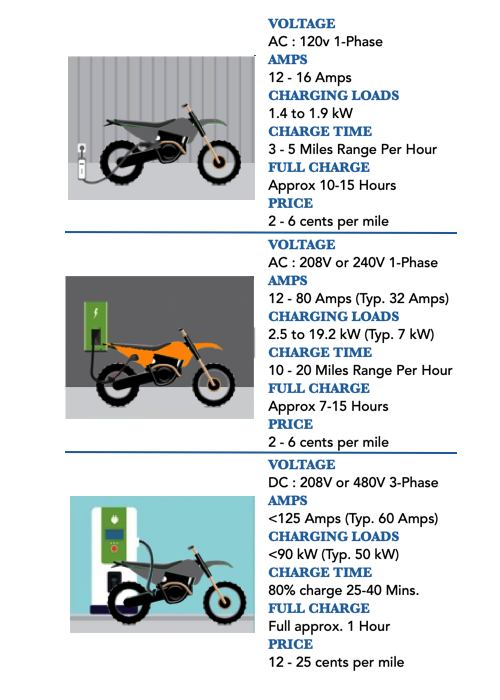 VOLTAGE
AC : 120v 1-Phase
AMPS
12 - 16 Amps
CHARGING LOADS
1.4 to 1.9 kW
CHARGE TIME
3 - 5 Miles Range Per Hour
FULL CHARGE
Approx 10-15 Hours
PRICE
2 - 6 cents per mile
VOLTAGE
AC : 208V or 240V 1-Phase
AMPS
12 - 80 Amps (Typ. 32 Amps)
CHARGING LOADS
2.5 to 19.2 kW (Typ. 7 kW)
CHARGE TIME
10 - 20 Miles Range Per Hour
FULL CHARGE
Approx 7-15 Hours
PRICE
2 - 6 cents per mile
VOLTAGE
DC : 208V or 480V 3-Phase
AMPS
<125 Amps (Typ. 60 Amps)
CHARGING LOADS
<90 kW (Typ. 50 kW)
CHARGE TIME
80% charge 25-40 Mins.
FULL CHARGE
Full approx. 1 Hour
PRICE
12 - 25 cents per mile